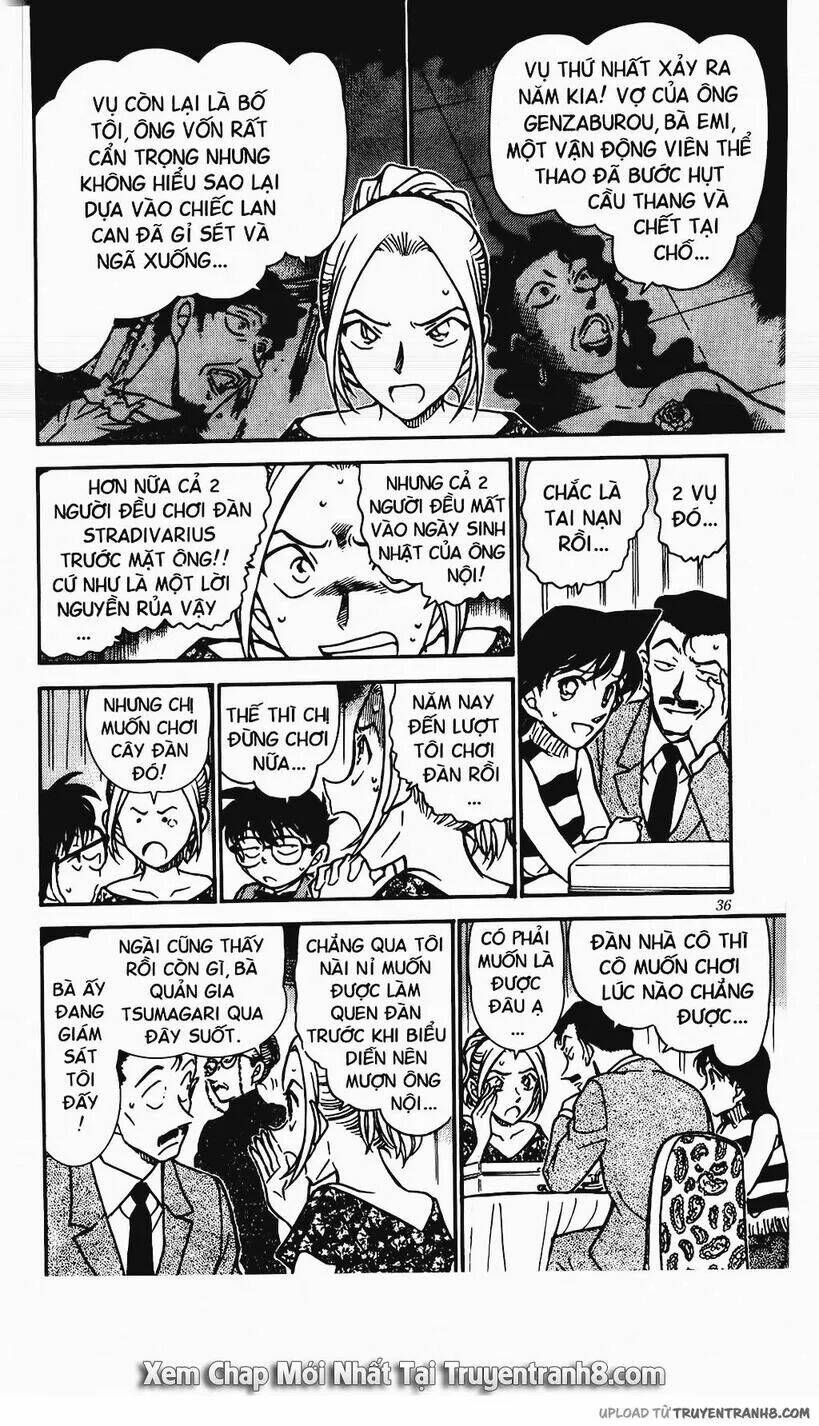 VỤ THỨ NHẤT XẢY RA
NĂM KIA! VỢ CỦA ÔNG
GENZABUROU, BÀ EMI,
MỘT VẬN ĐỘNG VIÊN THỂ
THAO ĐÃ BƯỚC HỤT
CẦU THANG VÀ
CHẾT TẠI
CHỖ...
VỤ CÒN LẠI LÀ BỐ
TÔI, ÔNG VỐN RẤT
CẨN TRỌNG NHƯNG
KHÔNG HIỂU SAO LẠI
DỰA VÀO CHIẾC LAN
CAN ĐÃ GỈ SÉT VÀ
NGÃ XUỐNG...
2 VỤ
ĐÓ...
CHẮC LÀ
TAI NẠN
RỒI...
NHƯNG CẢ 2
NGƯỜI ĐỀU MẤT
VÀO NGÀY SINH
NHẬT CỦA ÔNG
NỘI!
HƠN NỮA CẢ 2
NGƯỜI ĐỀU CHƠI ĐÀN
STRADIVARIUS
TRƯỚC MẶT ÔNG!!
CỨ NHƯ LÀ MỘT LỜI
NGUYỀN RỦA VẬY
...
NĂM NAY
ĐẾN LƯỢT
TÔI CHƠI
ĐÀN RỒI
...
THẾ THÌ CHỊ
ĐỪNG CHƠI
NỮA...
NHƯNG CHỊ
MUỐN CHƠI
CÂY ĐÀN
ĐÓ!
36
ĐÀN NHÀ CÔ THÌ
CÔ MUỐN CHƠI
LÚC NÀO CHẲNG
ĐƯỢC...
CÓ PHẢI
MUỐN LÀ
ĐƯỢC
ĐÂU Ạ
...
CHẲNG QUA TÔI
NÀI NỈ MUỐN
ĐƯỢC LÀM
QUEN ĐÀN
TRƯỚC KHI BIỂU
DIỄN NÊN
MƯỢN ÔNG
NỘI...
NGÀI CŨNG THẤY
RỒI CÒN GÌ, BÀ
QUẢN GIA
TSUMAGARI QUA
ĐÂY SUỐT.
BÀ ẤY
ĐANG
GIÁM
SÁT
TÔI
ĐẤY
!
Xem Chap Mới Nhất Tại Truyentranh8.com
UPLOAD TỪ TRUYENTRANH8.COM